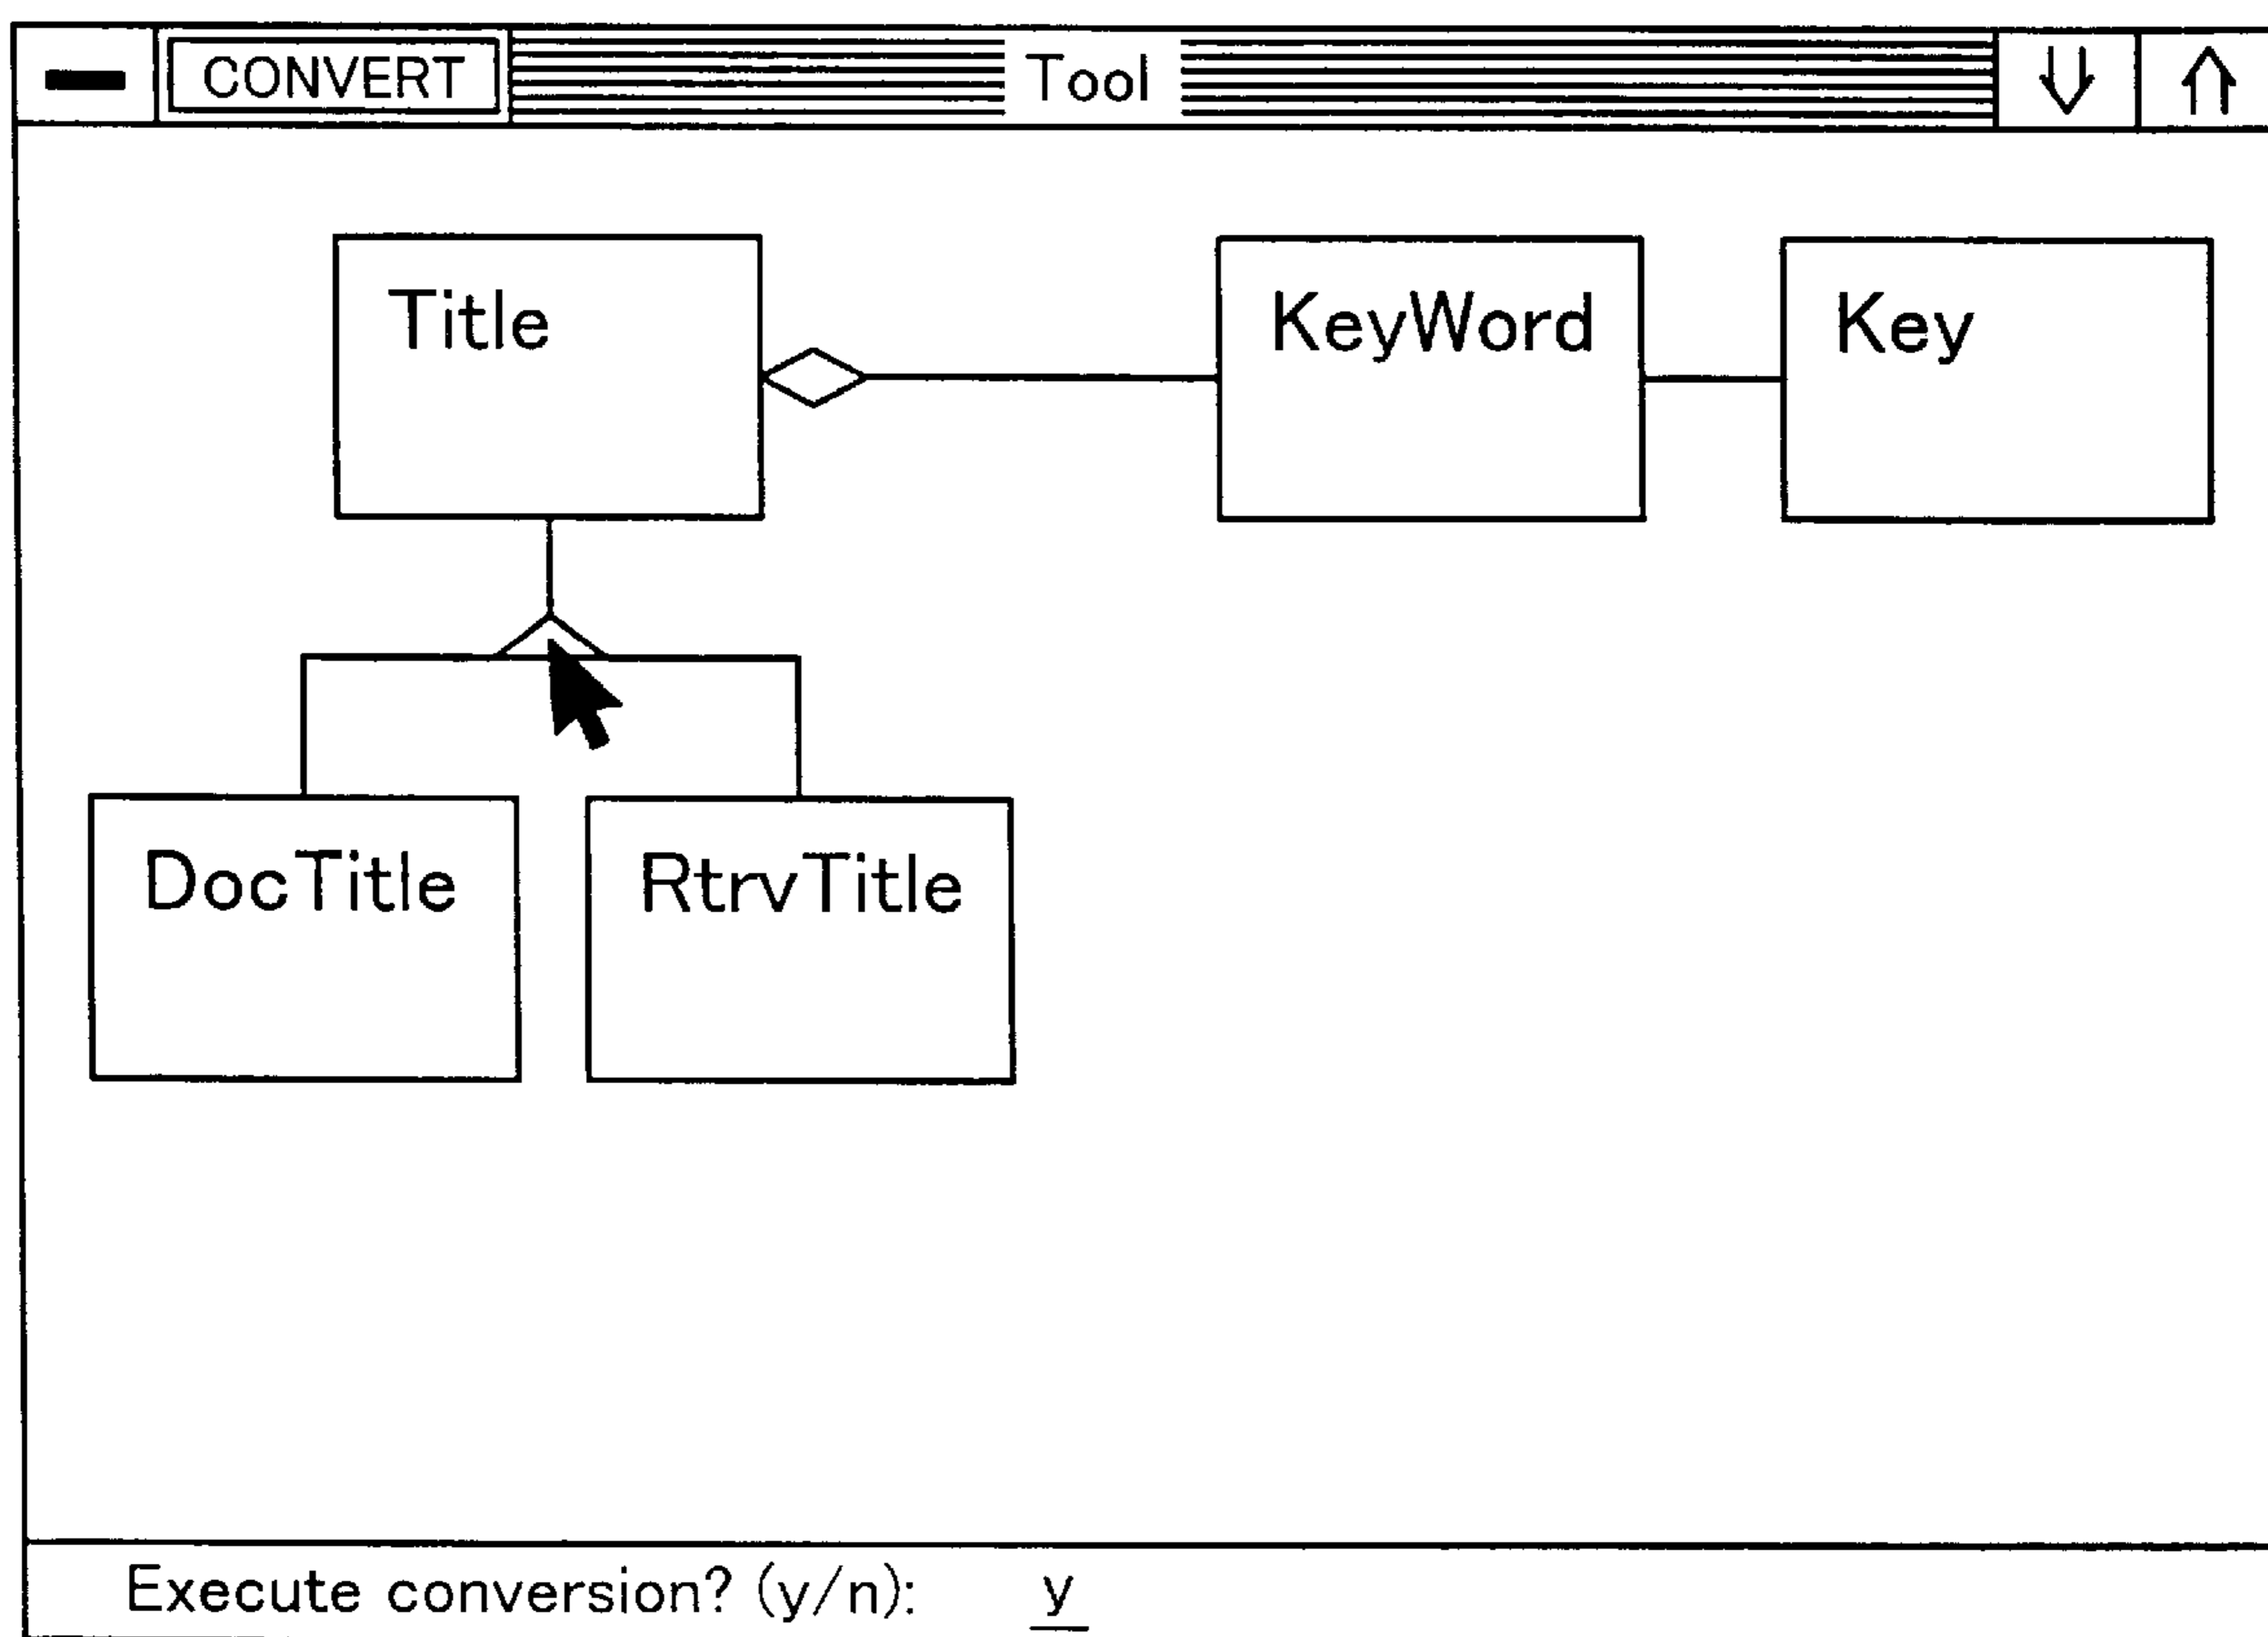 CONVERT Tool
Title KeyWord Key
DocTitle RtrvTitle
Execute conversion? (y/n): y